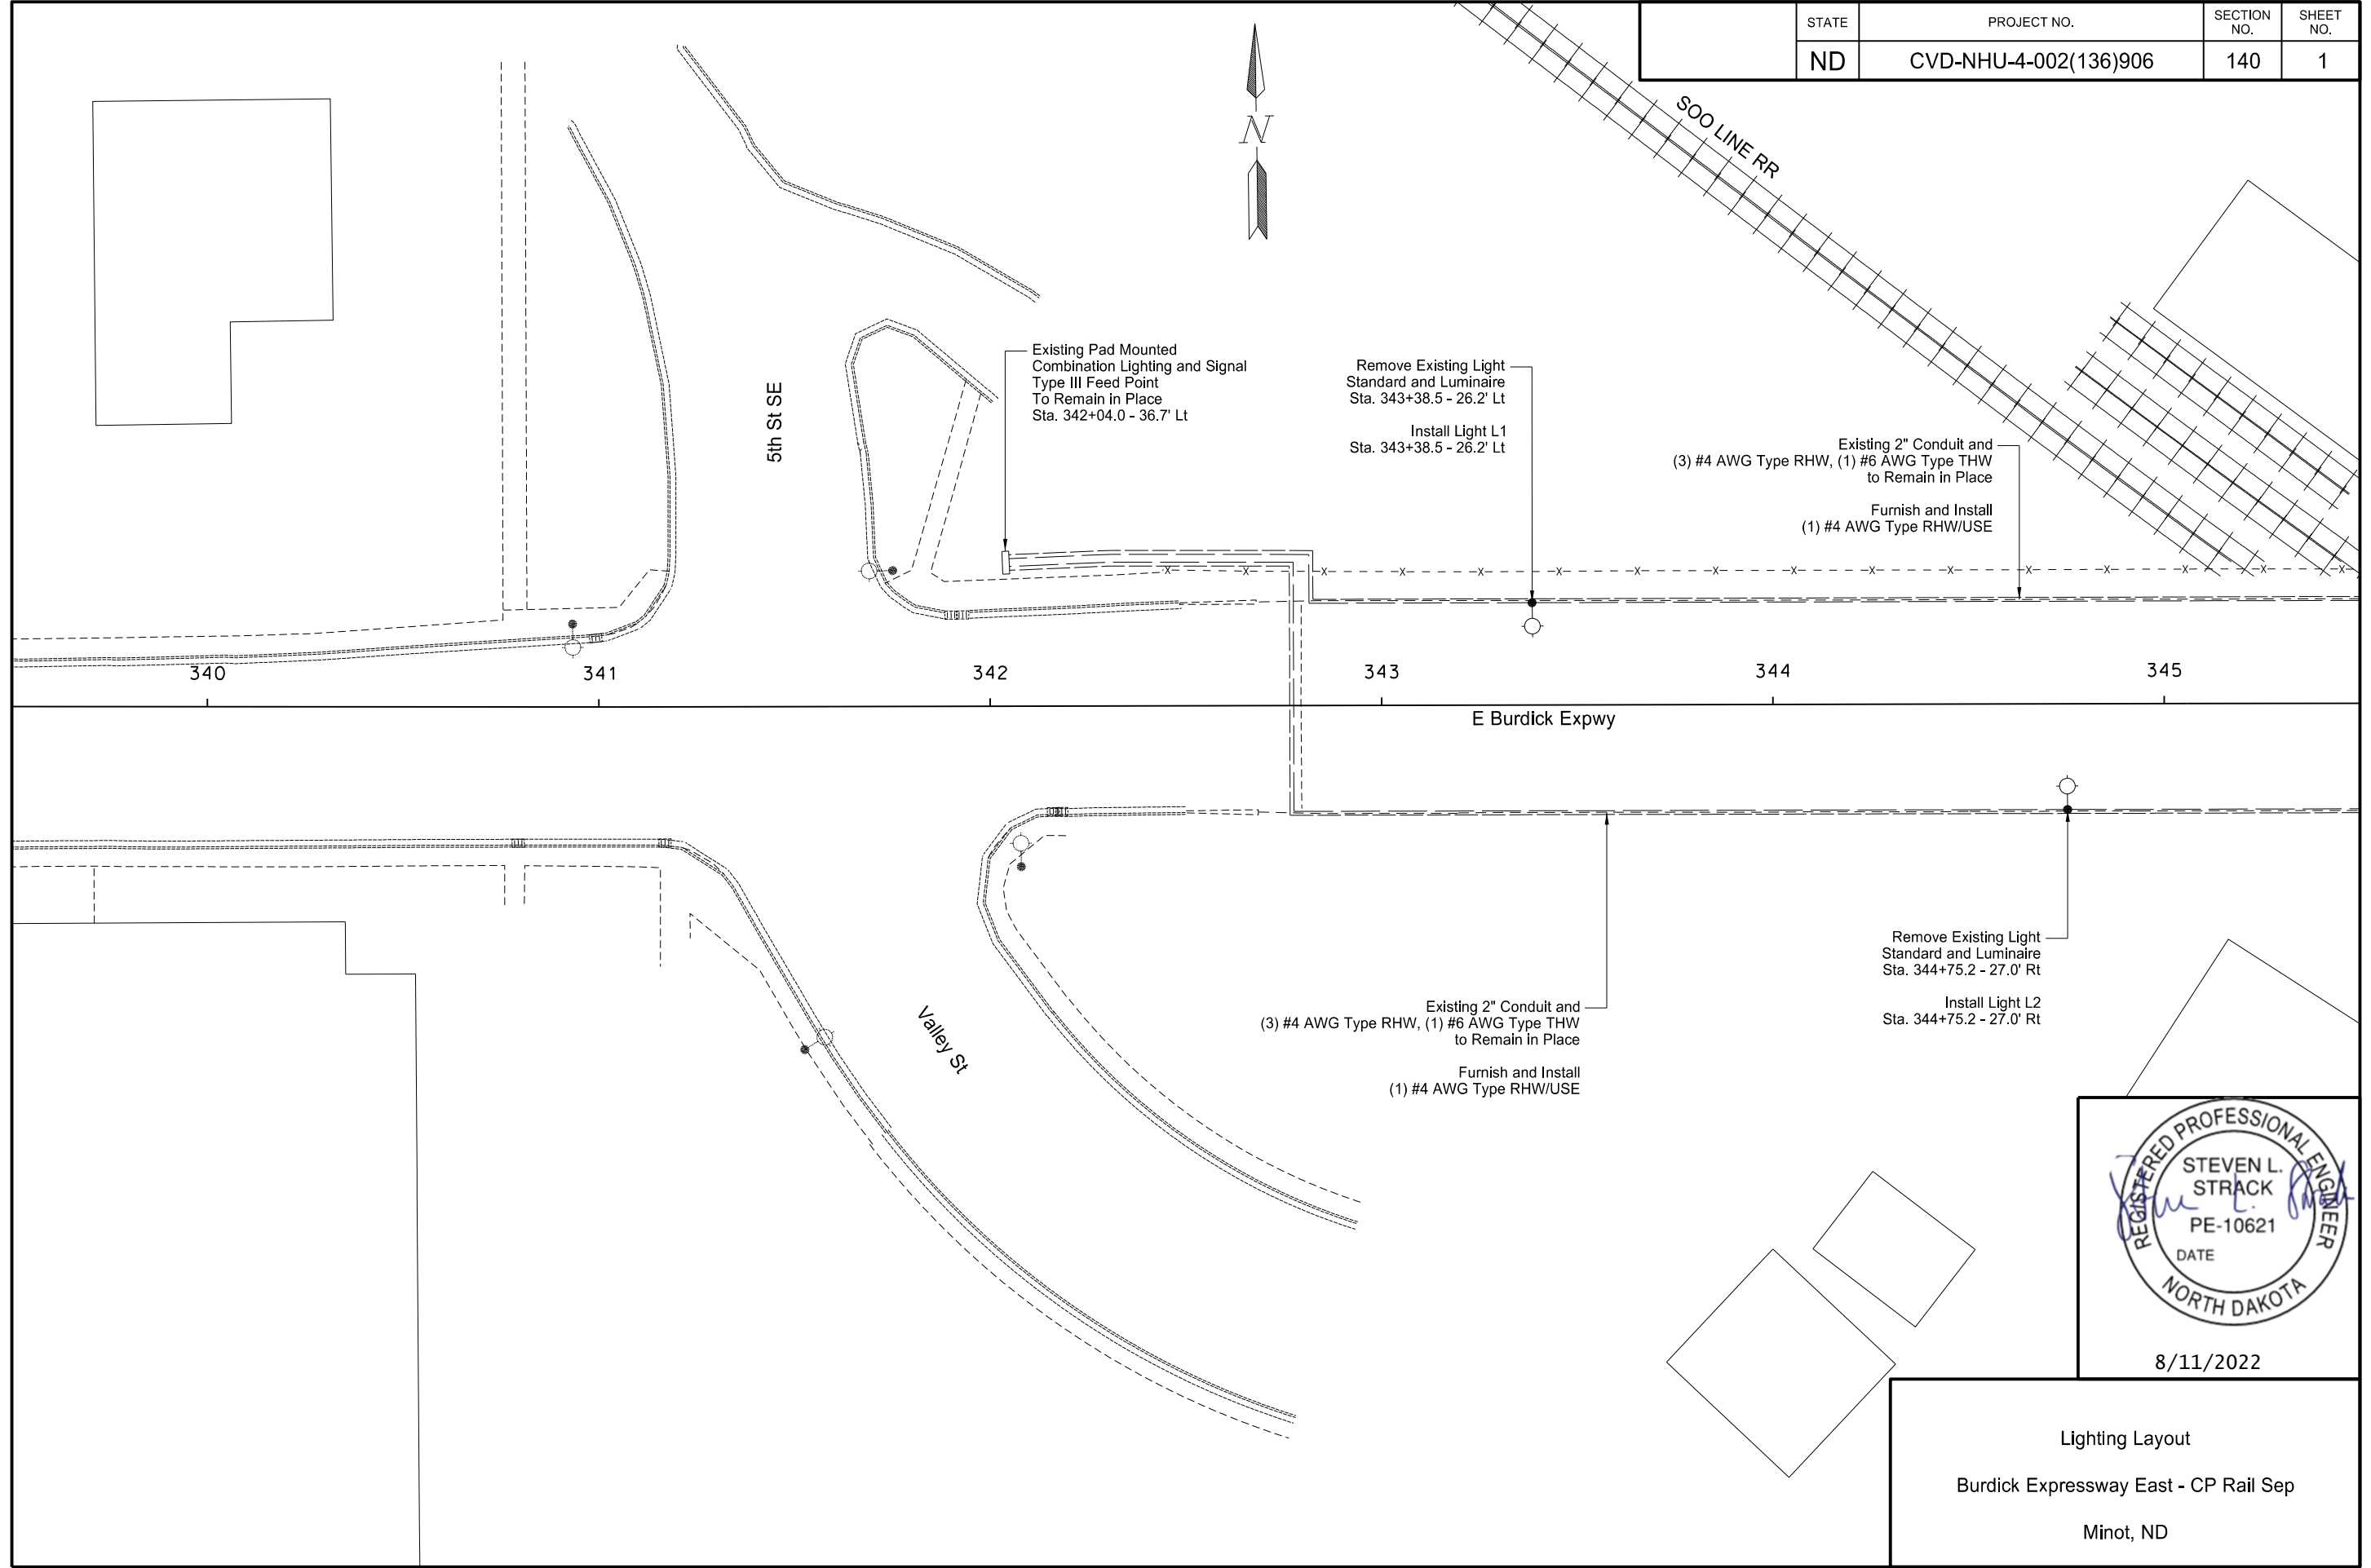 STATE
PROJECT NO.
SECTION NO.
SHEET NO.
ND
CVD-NHU-4-002(136)906
140
1
SOO LINE RR
N
5th St SE
Existing Pad Mounted
Combination Lighting and Signal
Type III Feed Point
To Remain in Place
Sta. 342+04.0 - 36.7' Lt
Remove Existing Light
Standard and Luminaire
Sta. 343+38.5 - 26.2' Lt
Install Light L1
Sta. 343+38.5 - 26.2' Lt
Existing 2" Conduit and
(3) #4 AWG Type RHW, (1) #6 AWG Type THW
to Remain in Place
Furnish and Install
(1) #4 AWG Type RHW/USE
340
341
342
343
344
345
E Burdick Expwy
Valley St
Existing 2" Conduit and
(3) #4 AWG Type RHW, (1) #6 AWG Type THW
to Remain in Place
Furnish and Install
(1) #4 AWG Type RHW/USE
Remove Existing Light
Standard and Luminaire
Sta. 344+75.2 - 27.0' Rt
Install Light L2
Sta. 344+75.2 - 27.0' Rt
REGISTERED PROFESSIONAL ENGINEER
STEVEN L.
STRACK
PE-10621
DATE
NORTH DAKOTA
8/11/2022
Lighting Layout
Burdick Expressway East - CP Rail Sep
Minot, ND